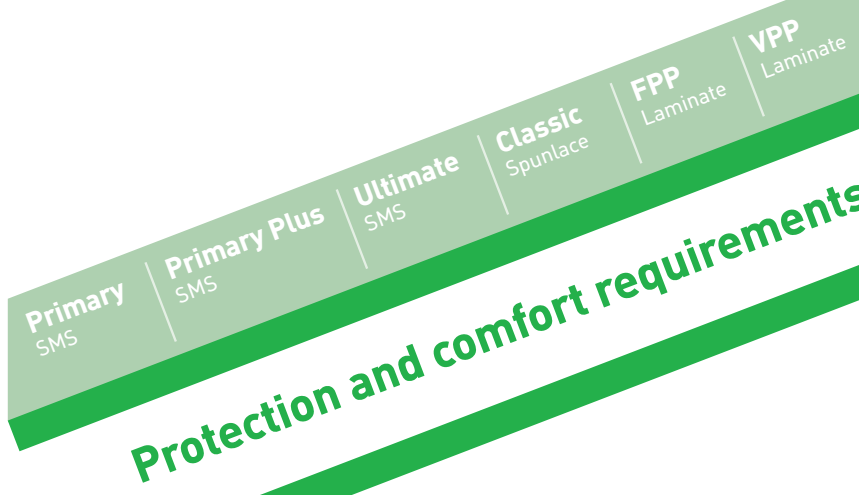 Primary
SMS
Primary Plus
SMS
Ultimate
SMS
Classic
Spunlace
FPP
Laminate
VPP
Laminate
Protection and comfort requirements